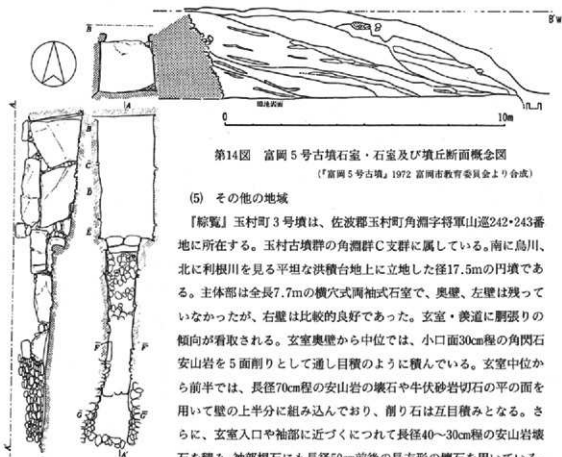 B
B'w
A
旧地表面
0 10m
A
B
C
D
E
F F'
G G'
A'
A'
第14図 富岡5号古墳石室・石室及び墳丘断面概念図
(『富岡5号古墳』1972 富岡市教育委員会より合成)
(5) その他の地域
『綜覧』玉村町3号墳は、佐波郡玉村町角淵字将軍山巡242・243番
地に所在する。玉村古墳群の角淵群C支群に属している。南に烏川、
北に利根川を見る平坦な洪積台地上に立地した径17.5mの円墳であ
る。主体部は全長7.7mの横穴式両袖式石室で、奥壁、左壁は残って
いなかったが、右壁は比較的良好であった。玄室・羨道に胴張りの
傾向が看取される。玄室奥壁から中位では、小口面30cm程の角閃石
安山岩を5面削りとして通し目積のように積んでいる。玄室中位か
ら前半では、長径70cm程の安山岩の壊石や牛伏砂岩切石の平の面を
用いて壁の上半分に組み込んでおり、削り石は互目積みとなる。さ
らに、玄室入口や袖部に近づくにつれて長径40〜30cm程の安山岩壊